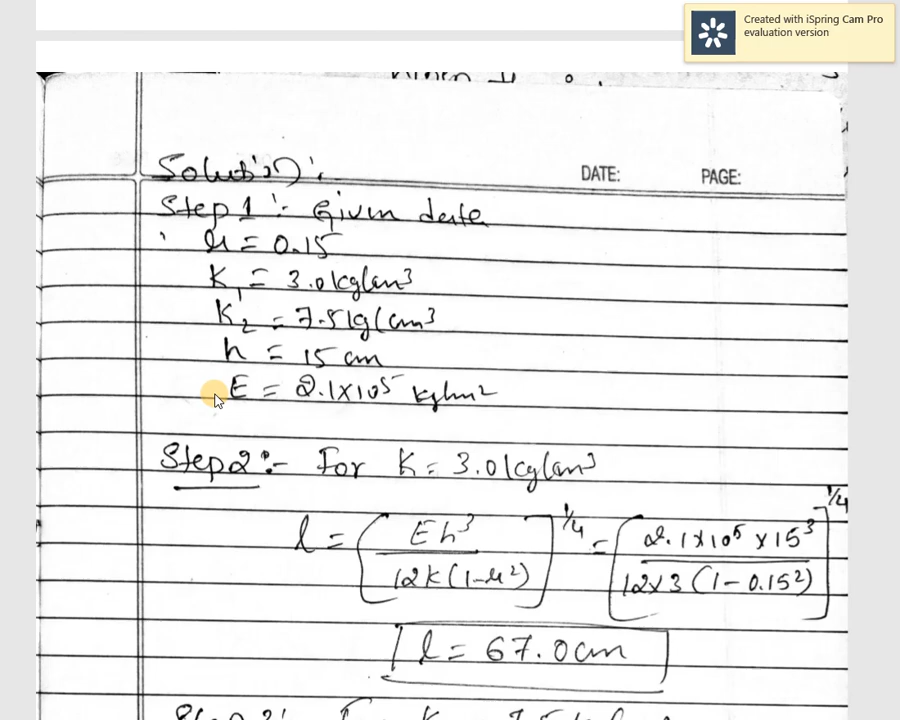 Created with iSpring Cam Pro
evaluation version
DATE: PAGE:
Solution:
Step 1 :- Given data
μ = 0.15
K₁ = 3.0 kg/cm³
K₂ = 7.5 kg/cm³
h = 15 cm
E = 2.1×10⁵ kg/cm²
Step 2 :- For K = 3.0 kg/cm³
l = [Eh³ / 12K(1-μ²)]^1/4 = [2.1×10⁵ ×15³ / 12×3(1-0.15²)]^1/4
l = 67.0 cm